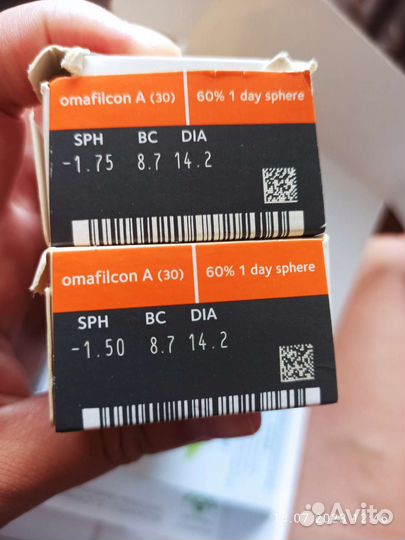 omafilcon A (30) 60% 1 day sphere
SPH BC DIA
-1.75 8.7 14.2
omafilcon A (30) 60% 1 day sphere
SPH BC DIA
-1.50 8.7 14.2
Avito